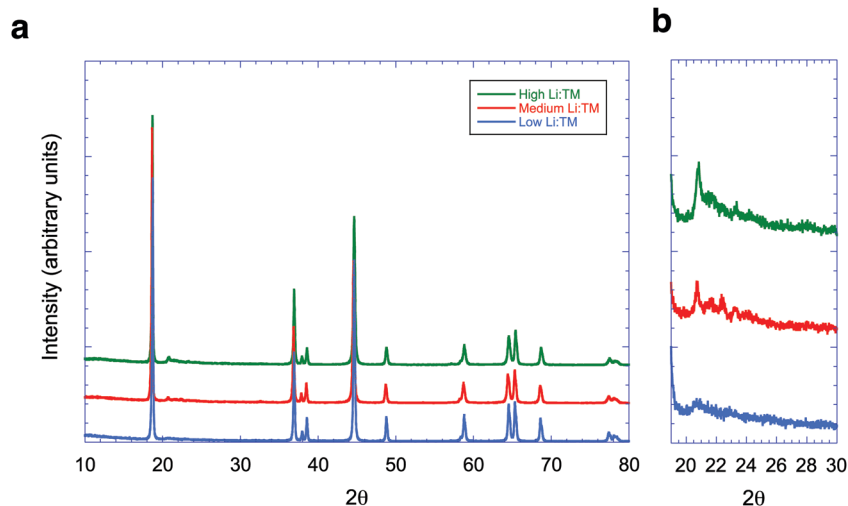 a
b
High Li:TM
Medium Li:TM
Low Li:TM
Intensity (arbitrary units)
10 20 30 40 50 60 70 80
2θ
20 22 24 26 28 30
2θ